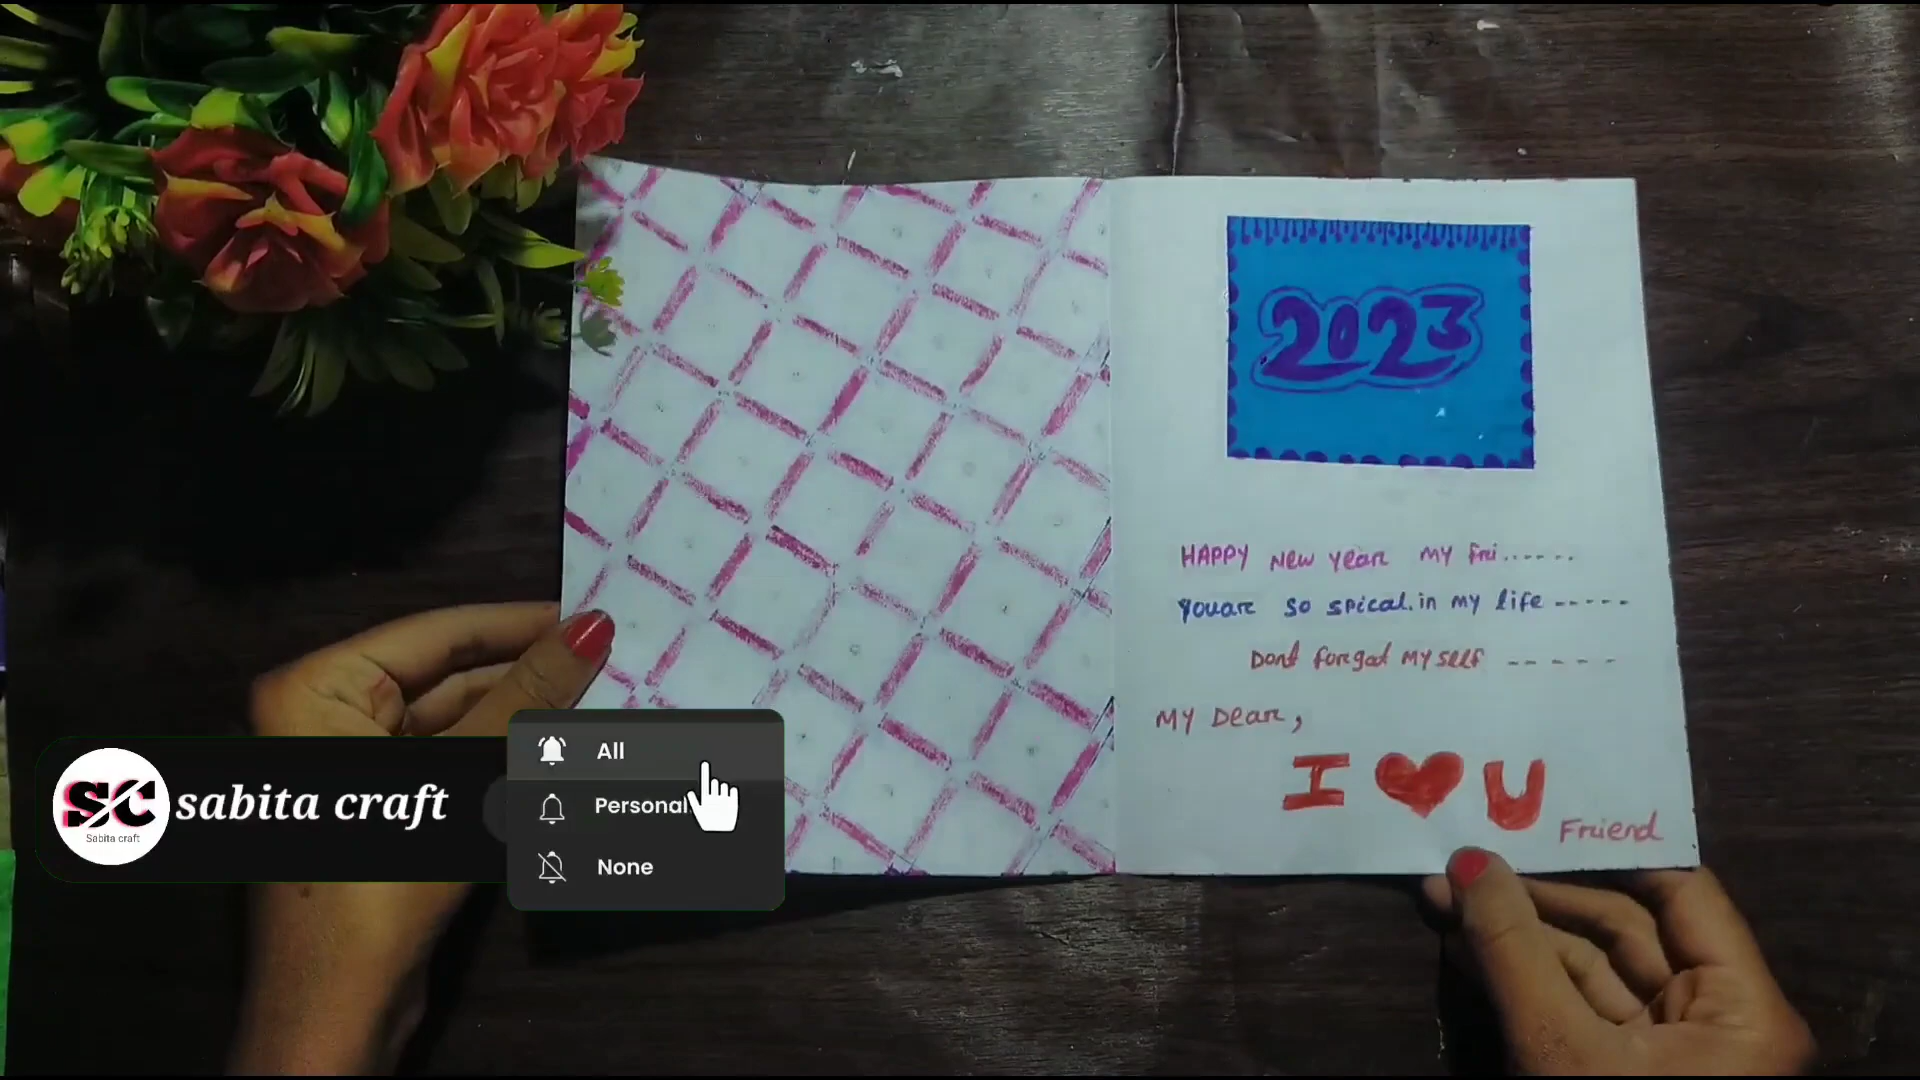 2023
HAPPY New Year My Fri......
Youare so spical.in My life -----
Dont forgot MY self -----
MY Dear,
I ❤ U
Friend
SC
Sabita craft
sabita craft
All
Personal
None